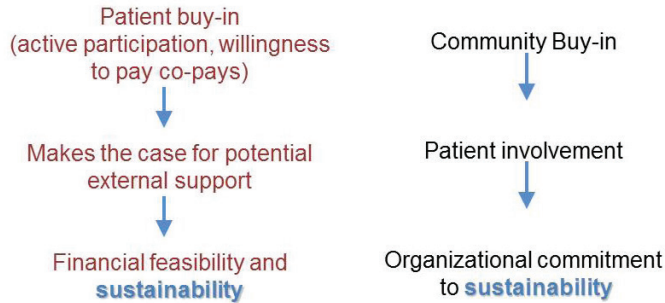 Patient buy-in
(active participation, willingness
to pay co-pays)
Makes the case for potential
external support
Financial feasibility and
sustainability
Community Buy-in
Patient involvement
Organizational commitment
to sustainability